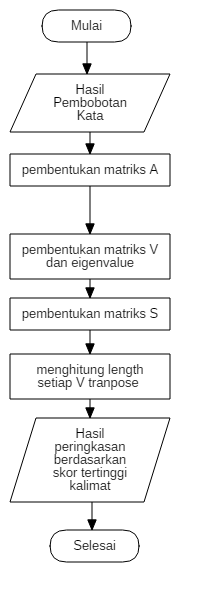 Mulai
Hasil
Pembobotan
Kata
pembentukan matriks A
pembentukan matriks V
dan eigenvalue
pembentukan matriks S
menghitung length
setiap V tranpose
Hasil
peringkasan
berdasarkan
skor tertinggi
kalimat
Selesai